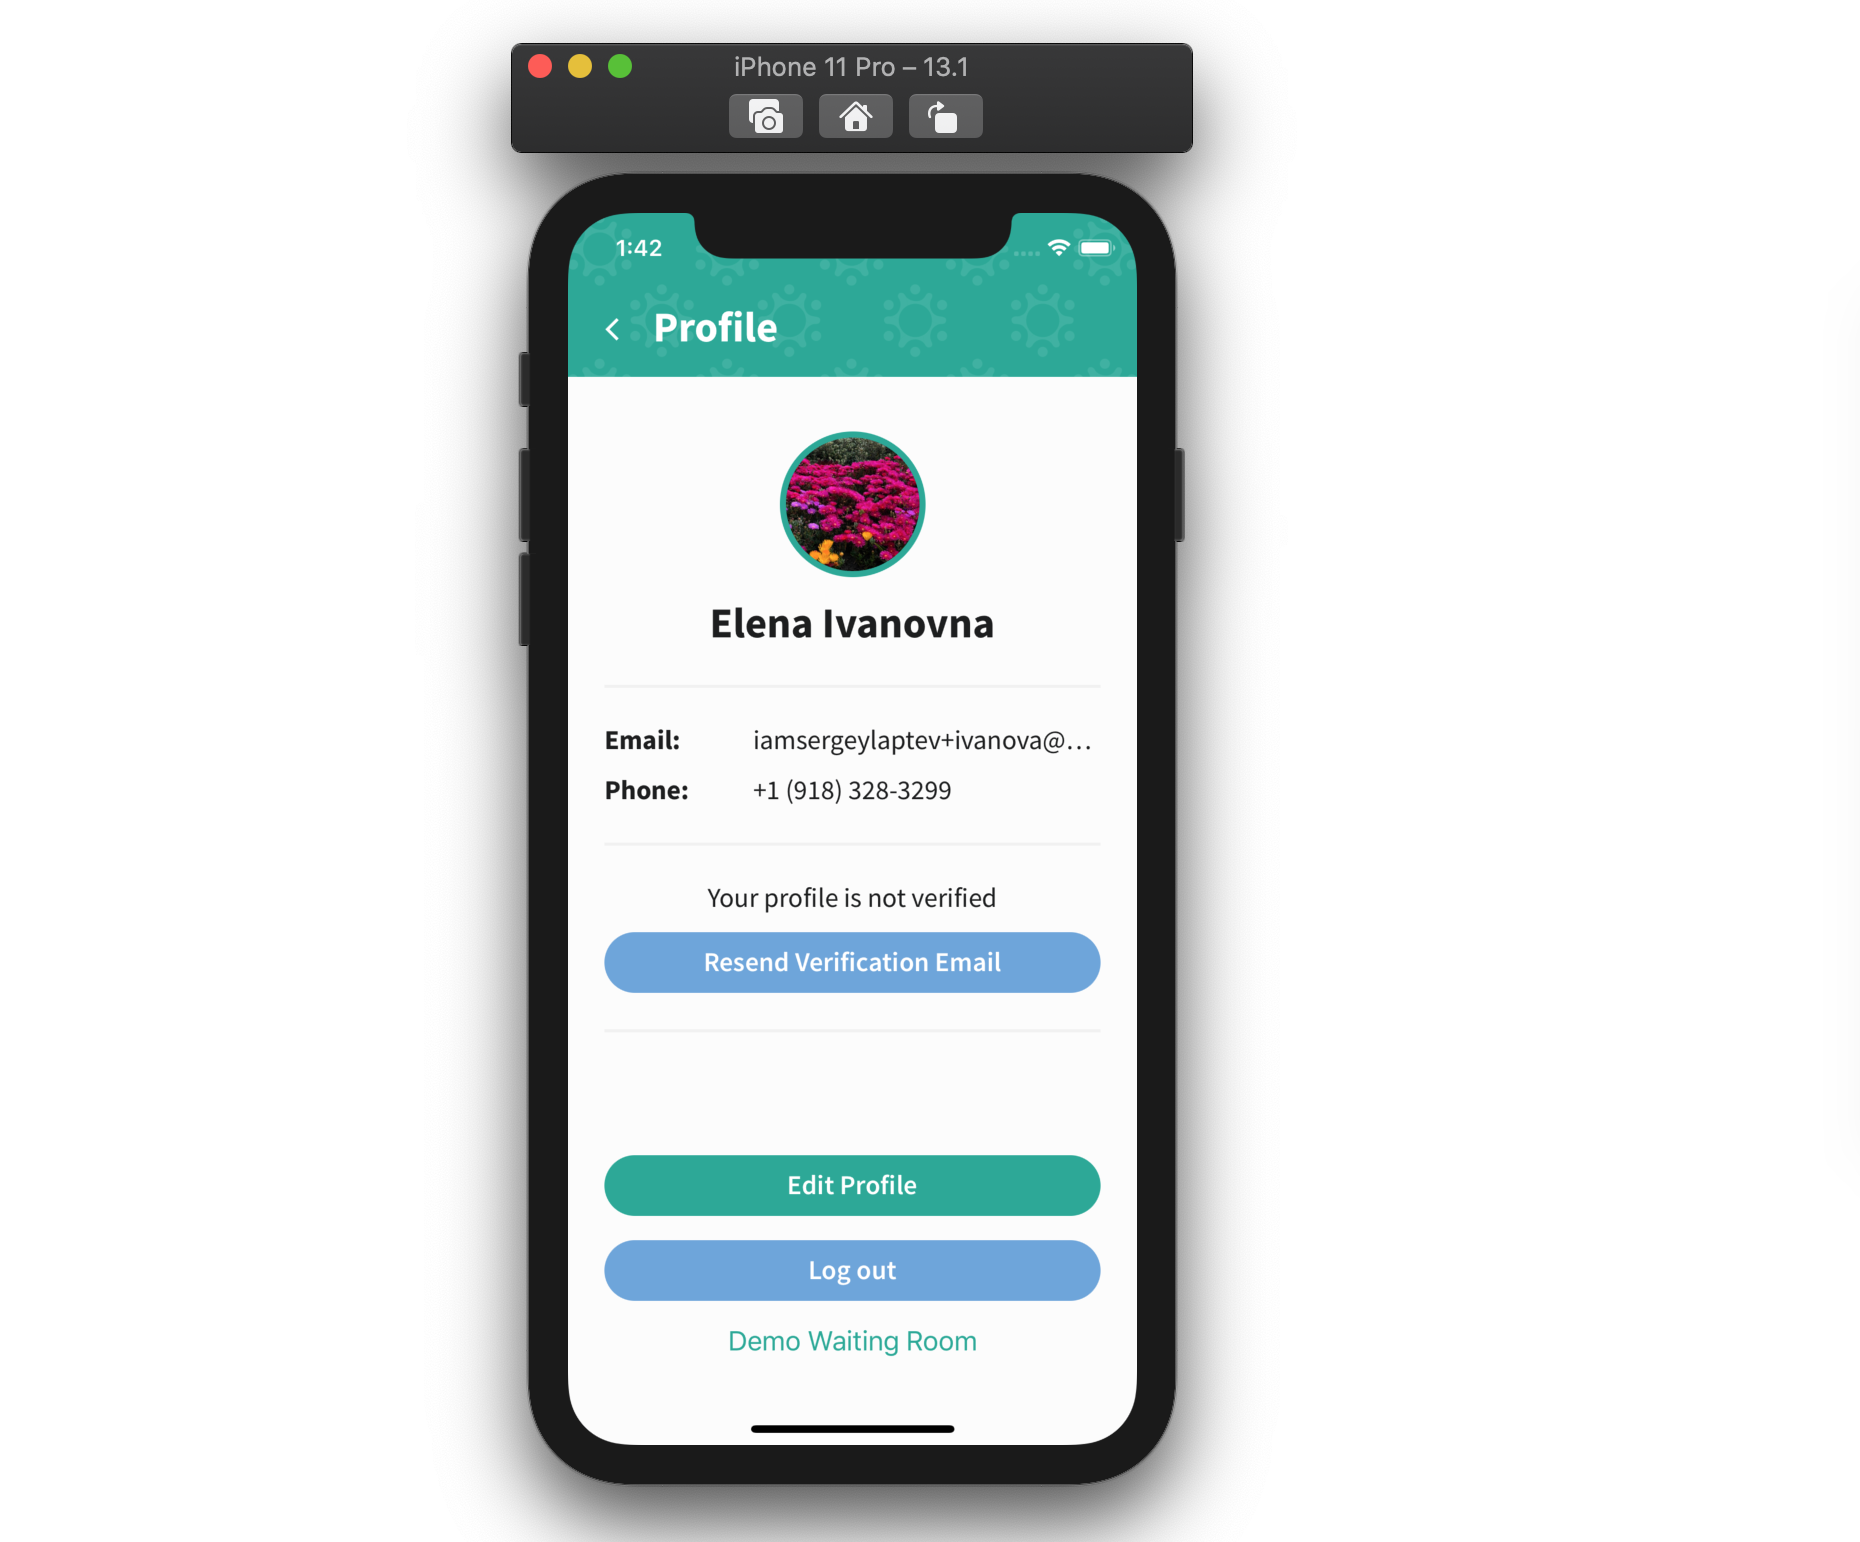 iPhone 11 Pro – 13.1
1:42
Profile
Elena Ivanovna
Email: iamsergeylaptev+ivanova@...
Phone: +1 (918) 328-3299
Your profile is not verified
Resend Verification Email
Edit Profile
Log out
Demo Waiting Room